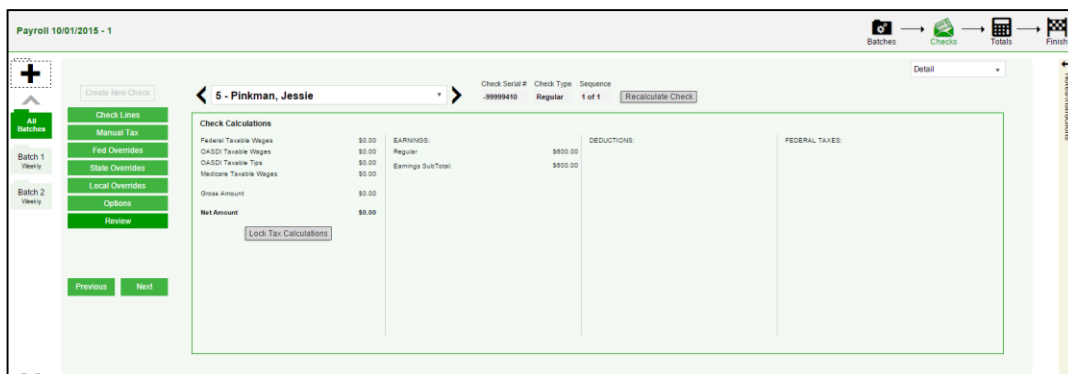 Payroll 10/01/2015 - 1
Batches
Checks
Totals
Finish
Detail
Create New Check
5 - Pinkman, Jessie
Check Serial # Check Type Sequence
-99999410 Regular 1 of 1 Recalculate Check
All
Batches
Batch 1
Weekly
Batch 2
Weekly
Check Lines
Manual Tax
Fed Overrides
State Overrides
Local Overrides
Options
Review
Previous Next
Check Calculations
Federal Taxable Wages $0.00
OASDI Taxable Wages $0.00
OASDI Taxable Tips $0.00
Medicare Taxable Wages $0.00
Gross Amount $0.00
Net Amount $0.00
Lock Tax Calculations
EARNINGS:
Regular $600.00
Earnings SubTotal: $600.00
DEDUCTIONS:
FEDERAL TAXES: